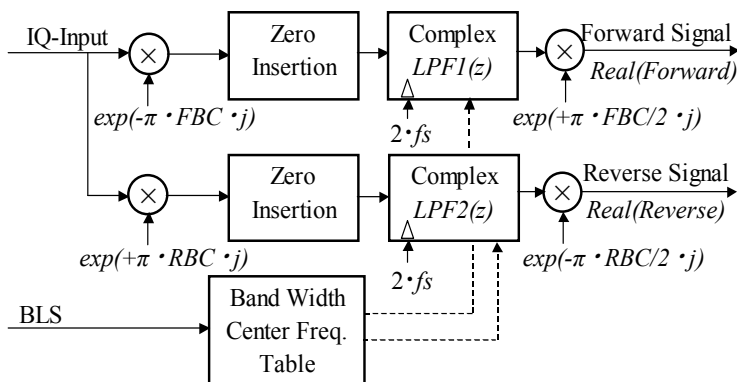 IQ-Input
×
Zero
Insertion
Complex
LPF1(z)
×
Forward Signal
Real(Forward)
exp(-π・FBC・j)
2・fs
exp(+π・FBC/2・j)
×
Zero
Insertion
Complex
LPF2(z)
×
Reverse Signal
Real(Reverse)
exp(+π・RBC・j)
2・fs
exp(-π・RBC/2・j)
BLS
Band Width
Center Freq.
Table